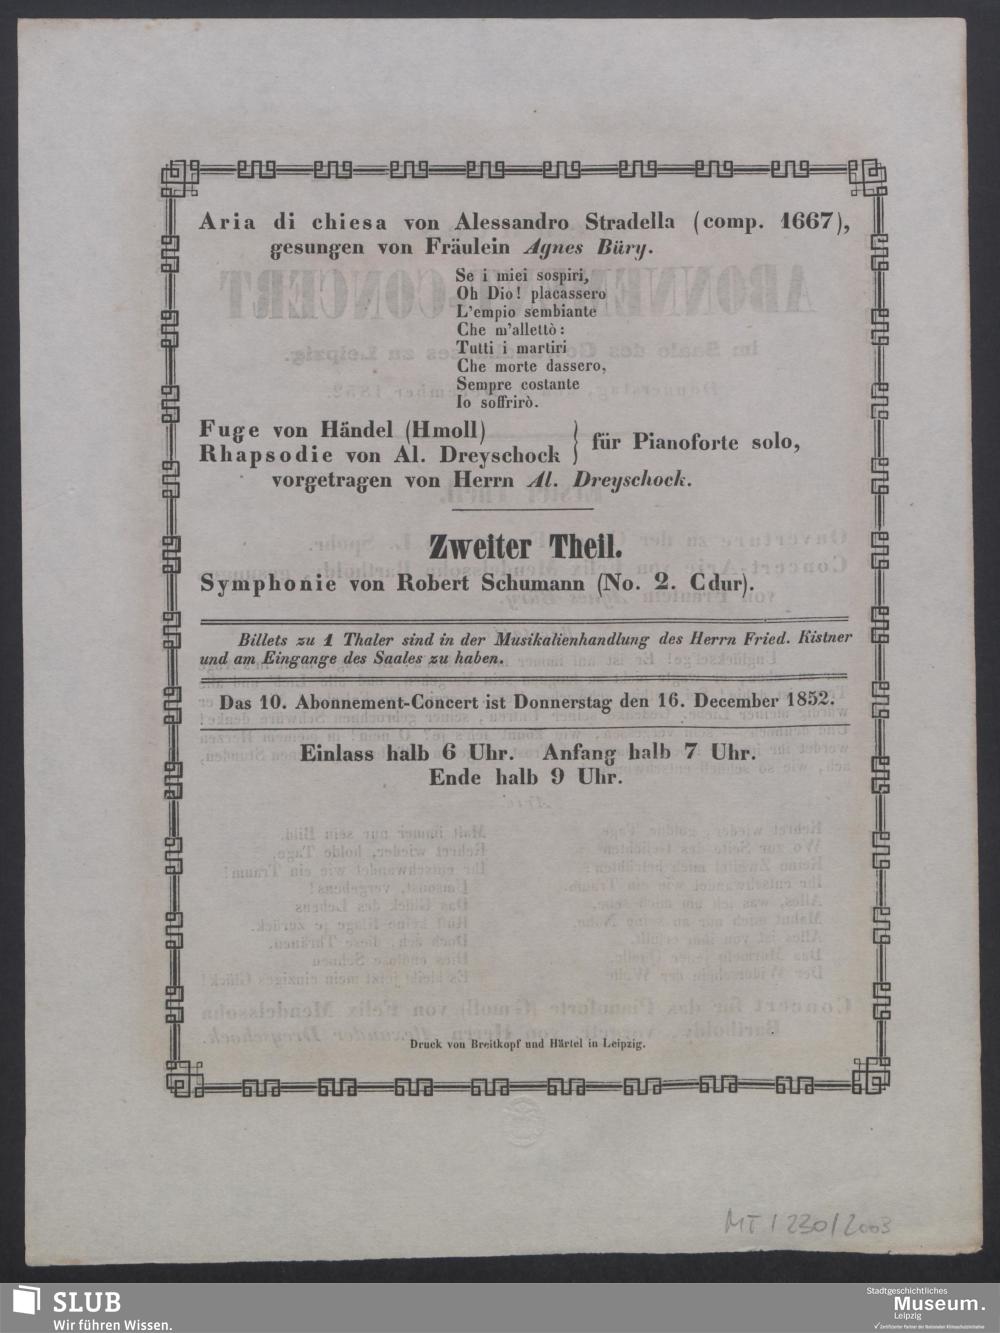 Aria di chiesa von Alessandro Stradella (comp. 1667),
gesungen von Fräulein Agnes Büry.
Se i miei sospiri,
Oh Dio! placassero
L'empio sembiante
Che m'allettò:
Tutti i martiri
Che morte dassero,
Sempre costante
Io soffrirò.
Fuge von Händel (Hmoll)
Rhapsodie von Al. Dreyschock } für Pianoforte solo,
vorgetragen von Herrn Al. Dreyschock.
Zweiter Theil.
Symphonie von Robert Schumann (No. 2. Cdur).
Billets zu 1 Thaler sind in der Musikalienhandlung des Herrn Fried. Kistner
und am Eingange des Saales zu haben.
Das 10. Abonnement-Concert ist Donnerstag den 16. December 1852.
Einlass halb 6 Uhr. Anfang halb 7 Uhr.
Ende halb 9 Uhr.
Druck von Breitkopf und Härtel in Leipzig.
MT / 230 / 2003
SLUB
Wir führen Wissen.
Stadtgeschichtliches
Museum.
Leipzig
Zertifizierter Partner der Nationalen Klimaschutzinitiative